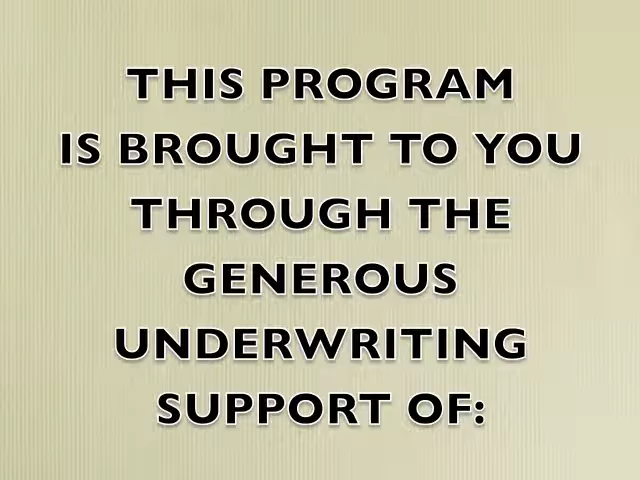 THIS PROGRAM
IS BROUGHT TO YOU
THROUGH THE
GENEROUS
UNDERWRITING
SUPPORT OF: